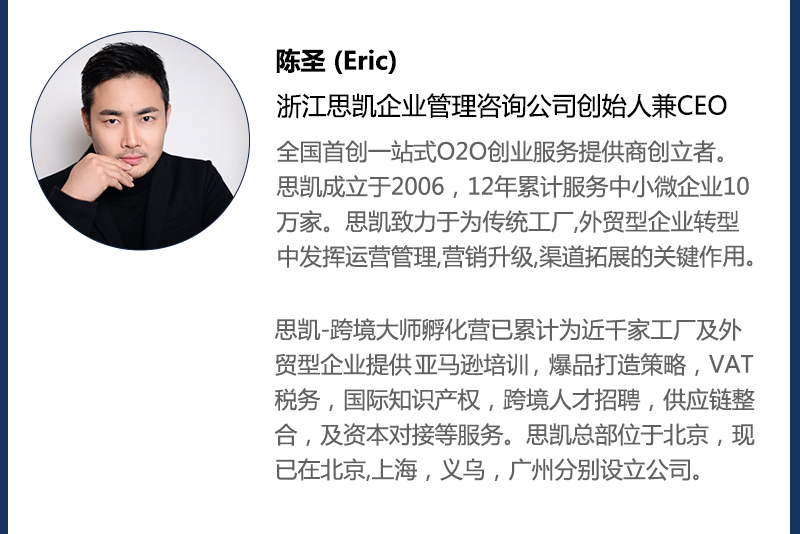 陈圣 (Eric)
浙江思凯企业管理咨询公司创始人兼CEO
全国首创一站式O2O创业服务提供商创立者。
思凯成立于2006，12年累计服务中小微企业10
万家。思凯致力于为传统工厂,外贸型企业转型
中发挥运营管理,营销升级,渠道拓展的关键作用。
思凯-跨境大师孵化营已累计为近千家工厂及外
贸型企业提供 亚马逊培训，爆品打造策略，VAT
税务，国际知识产权，跨境人才招聘，供应链整
合，及资本对接等服务。思凯总部位于北京，现
已在北京,上海，义乌，广州分别设立公司。